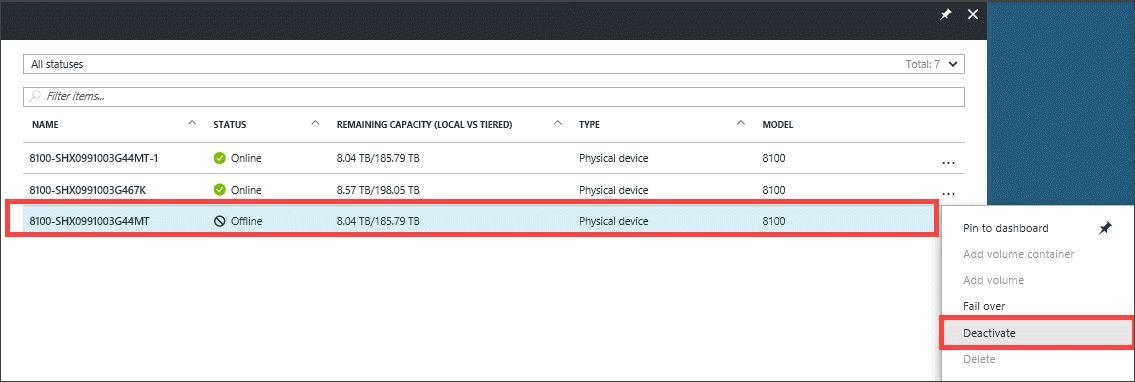 All statuses Total: 7
Filter items...
NAME STATUS REMAINING CAPACITY (LOCAL VS TIERED) TYPE MODEL
8100-SHX0991003G44MT-1 Online 8.04 TB/185.79 TB Physical device 8100 ...
8100-SHX0991003G467K Online 8.57 TB/198.05 TB Physical device 8100 ...
8100-SHX0991003G44MT Offline 8.04 TB/185.79 TB Physical device 8100
Pin to dashboard
Add volume container
Add volume
Fail over
Deactivate
Delete